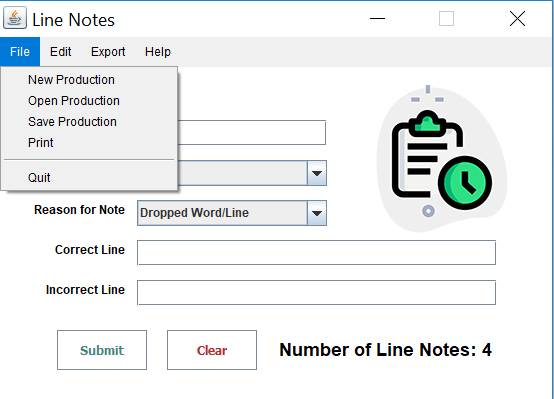 Line Notes
File Edit Export Help
New Production
Open Production
Save Production
Print
Quit
Reason for Note Dropped Word/Line
Correct Line
Incorrect Line
Submit Clear Number of Line Notes: 4